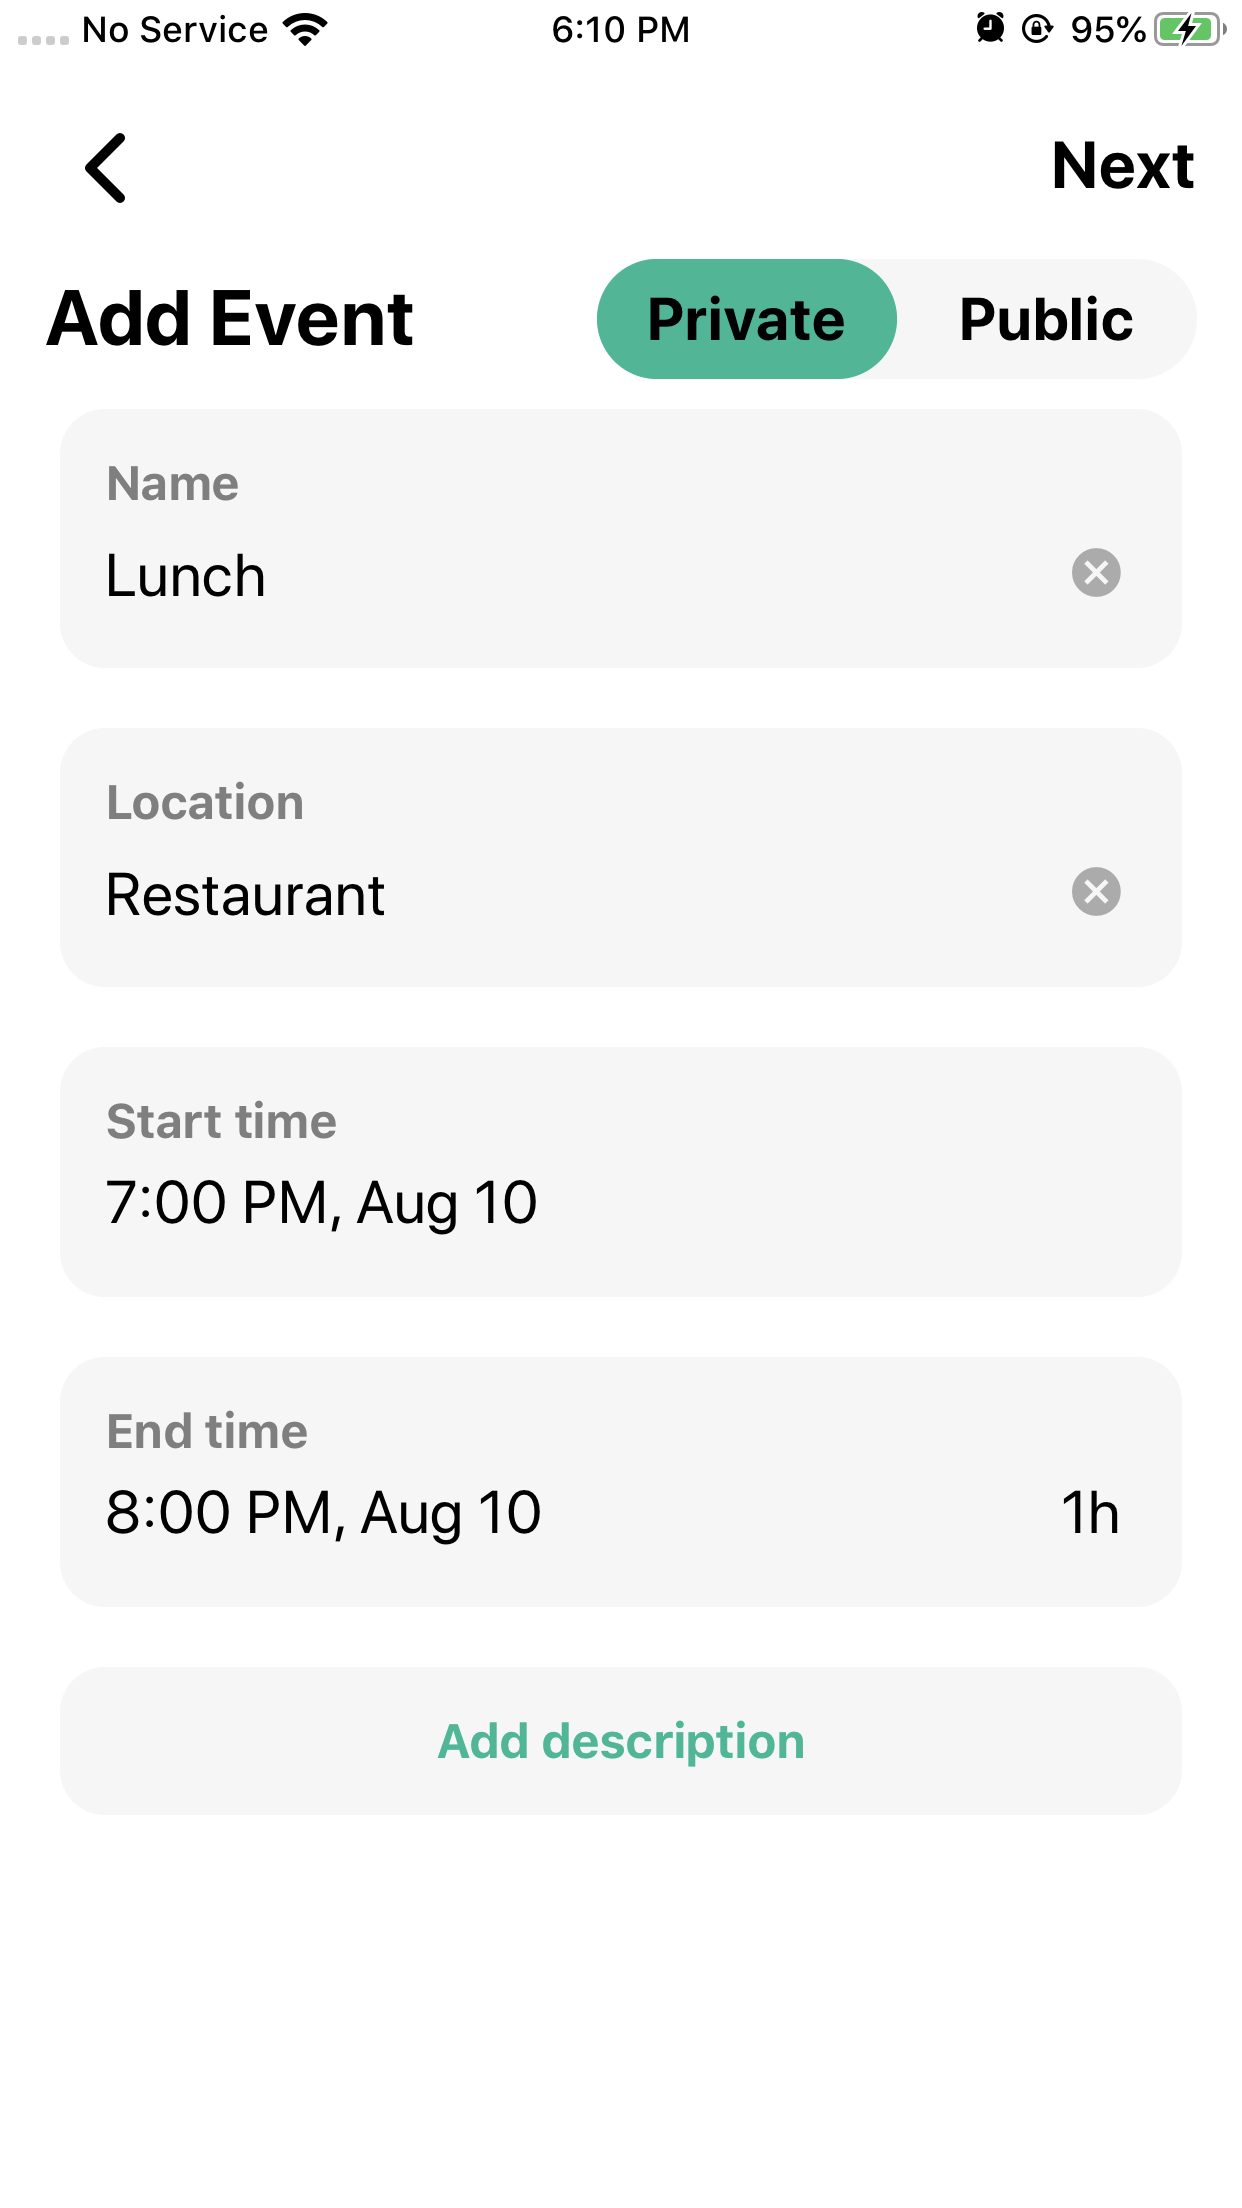 No Service 6:10 PM 95%
Next
Add Event Private Public
Name
Lunch
Location
Restaurant
Start time
7:00 PM, Aug 10
End time
8:00 PM, Aug 10 1h
Add description